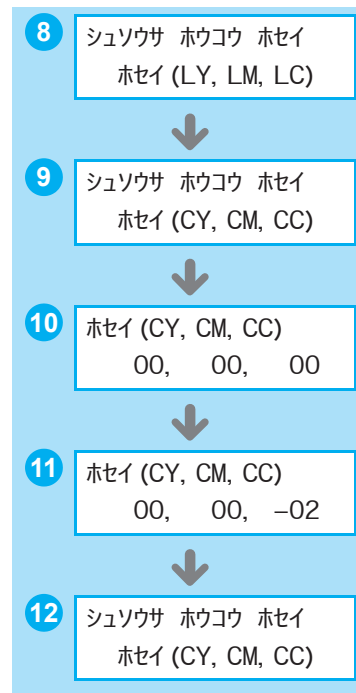 8
シュソウサ ホウコウ ホセイ
ホセイ (LY, LM, LC)
9
シュソウサ ホウコウ ホセイ
ホセイ (CY, CM, CC)
10
ホセイ (CY, CM, CC)
00, 00, 00
11
ホセイ (CY, CM, CC)
00, 00, –02
12
シュソウサ ホウコウ ホセイ
ホセイ (CY, CM, CC)